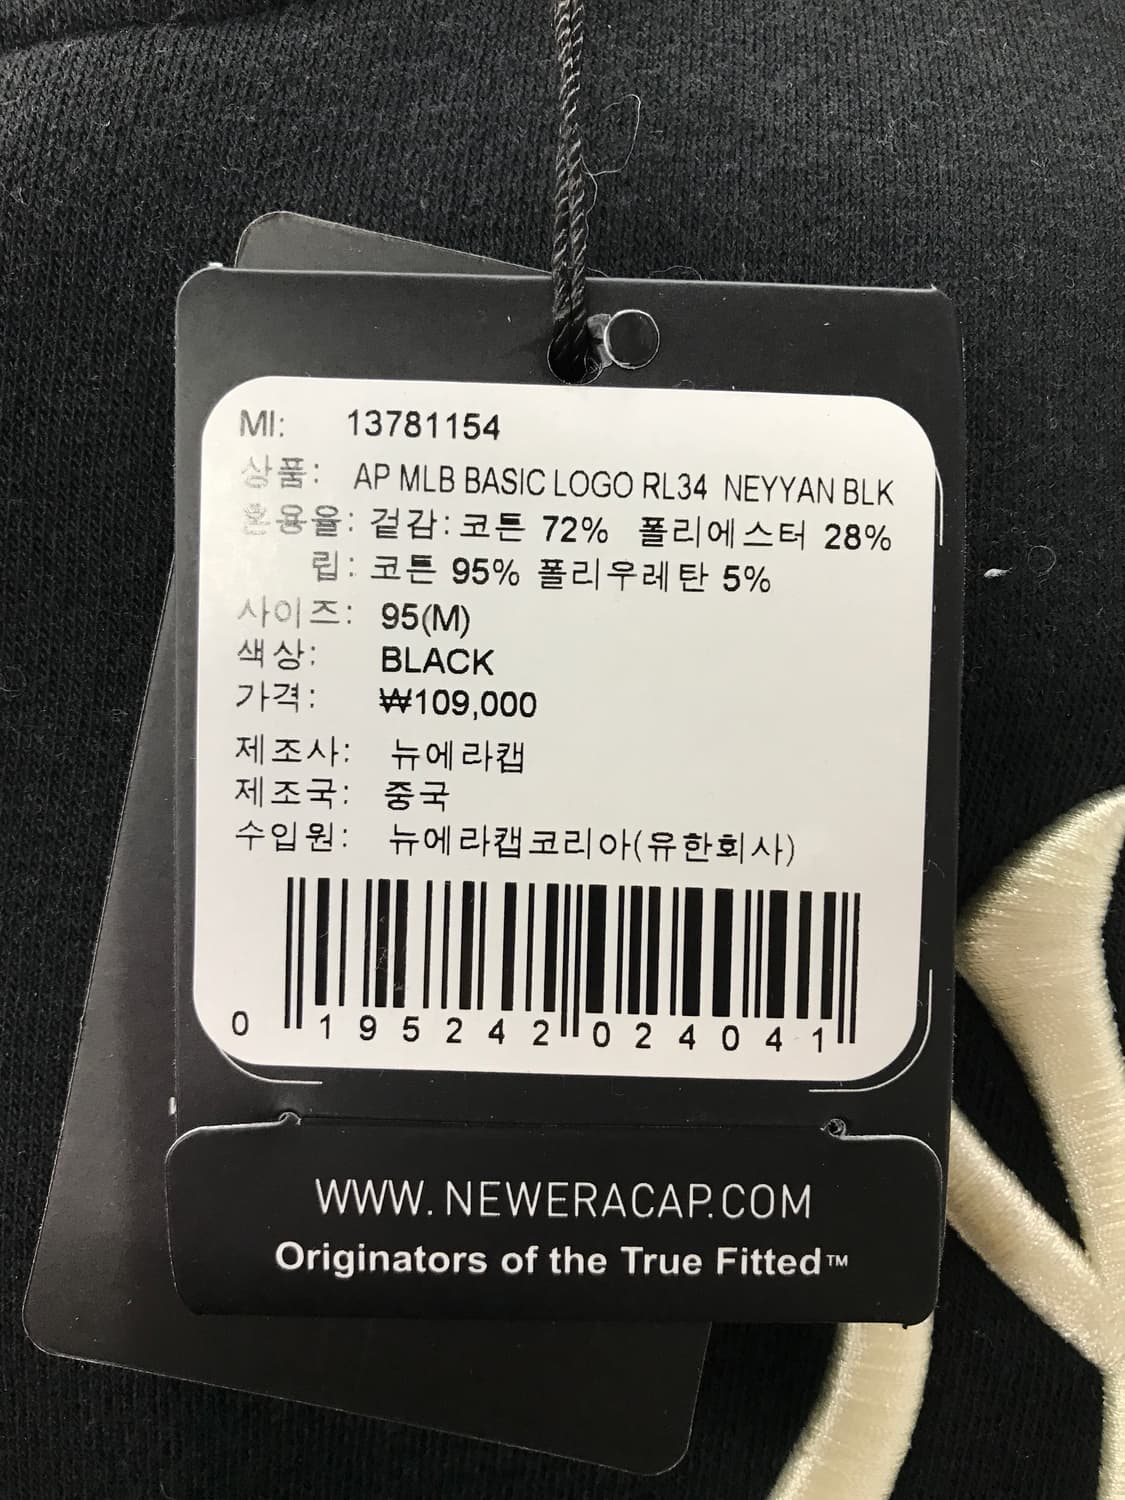 MI: 13781154
상품: AP MLB BASIC LOGO RL34 NEYYAN BLK
혼용율: 겉감: 코튼 72% 폴리에스터 28%
립: 코튼 95% 폴리우레탄 5%
사이즈: 95(M)
색상: BLACK
가격: ₩109,000
제조사: 뉴에라캡
제조국: 중국
수입원: 뉴에라캡코리아(유한회사)
0 195242 024041
WWW.NEWERACAP.COM
Originators of the True Fitted™